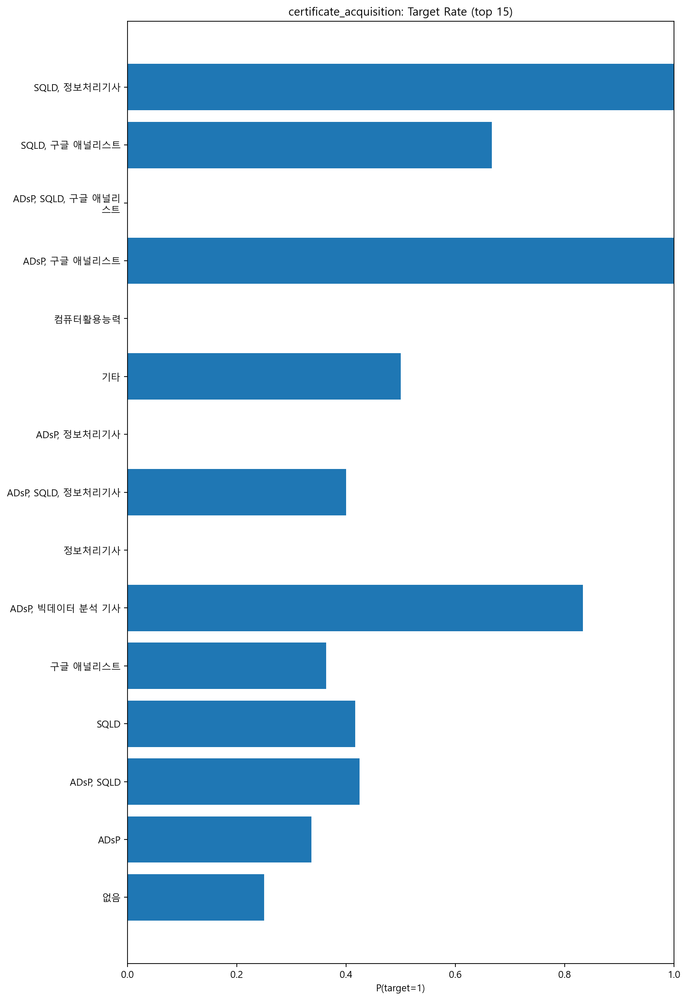 certificate_acquisition: Target Rate (top 15)
SQLD, 정보처리기사
SQLD, 구글 애널리스트
ADsP, SQLD, 구글 애널리
스트
ADsP, 구글 애널리스트
컴퓨터활용능력
기타
ADsP, 정보처리기사
ADsP, SQLD, 정보처리기사
정보처리기사
ADsP, 빅데이터 분석 기사
구글 애널리스트
SQLD
ADsP, SQLD
ADsP
없음
0.0 0.2 0.4 0.6 0.8 1.0
P(target=1)